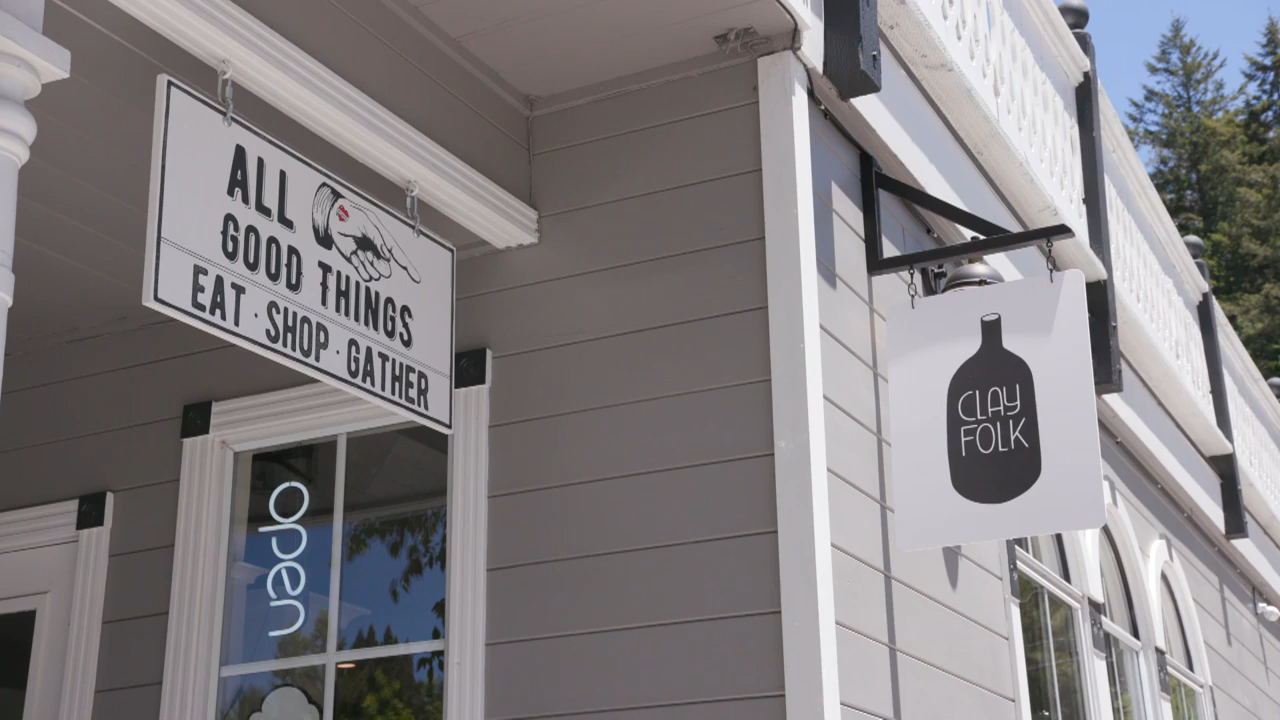 ALL
GOOD THINGS
EAT · SHOP · GATHER
open
CLAY
FOLK